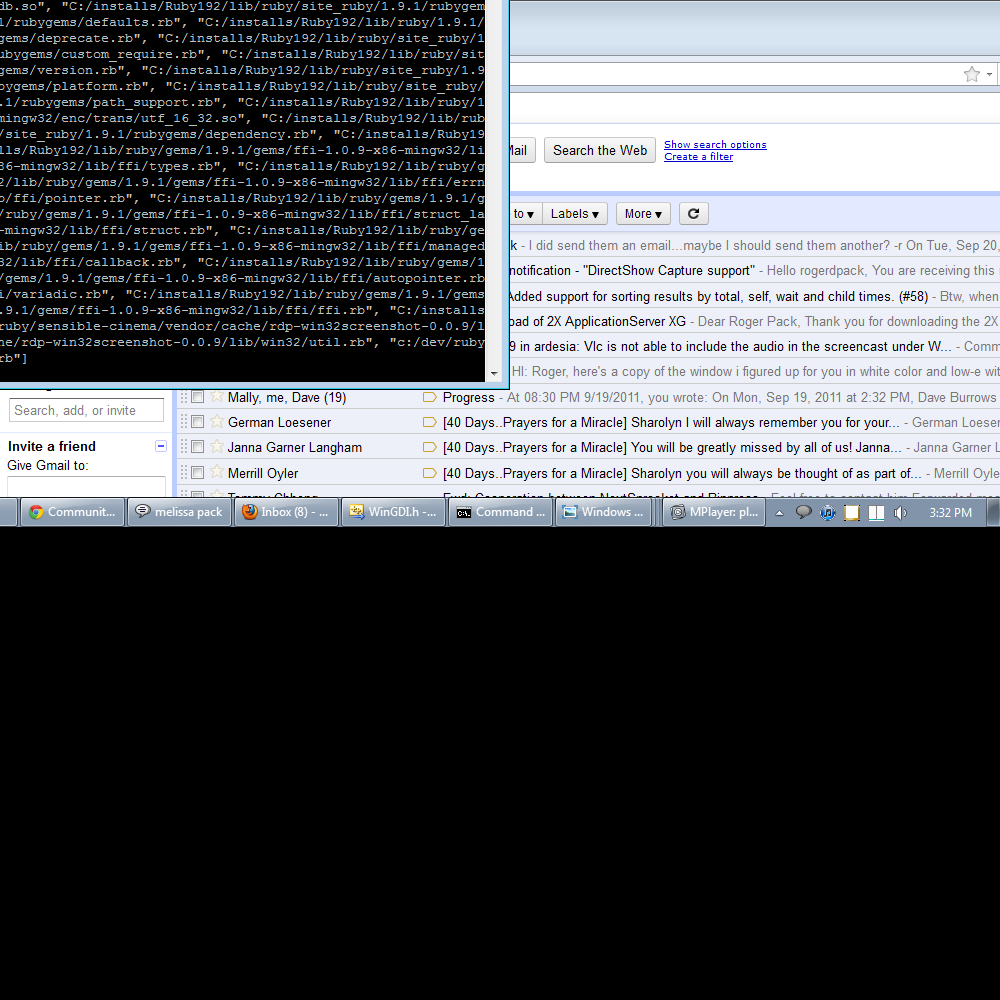 db.so", "C:/installs/Ruby192/lib/ruby/site_ruby/1.9.1/rubygem
1/rubygems/defaults.rb", "C:/installs/Ruby192/lib/ruby/1.9.1/
gems/deprecate.rb", "C:/installs/Ruby192/lib/ruby/site_ruby/1
ubygems/custom_require.rb", "C:/installs/Ruby192/lib/ruby/sit
gems/version.rb", "C:/installs/Ruby192/lib/ruby/site_ruby/1.9
ygems/platform.rb", "C:/installs/Ruby192/lib/ruby/site_ruby/
.1/rubygems/path_support.rb", "C:/installs/Ruby192/lib/ruby/1
mingw32/enc/trans/utf_16_32.so", "C:/installs/Ruby192/lib/rub
/site_ruby/1.9.1/rubygems/dependency.rb", "C:/installs/Ruby19
lls/Ruby192/lib/ruby/gems/1.9.1/gems/ffi-1.0.9-x86-mingw32/li
86-mingw32/lib/ffi/types.rb", "C:/installs/Ruby192/lib/ruby/g
2/lib/ruby/gems/1.9.1/gems/ffi-1.0.9-x86-mingw32/lib/ffi/errn
b/ffi/pointer.rb", "C:/installs/Ruby192/lib/ruby/gems/1.9.1/g
/ruby/gems/1.9.1/gems/ffi-1.0.9-x86-mingw32/lib/ffi/struct_la
-mingw32/lib/ffi/struct.rb", "C:/installs/Ruby192/lib/ruby/ge
ib/ruby/gems/1.9.1/gems/ffi-1.0.9-x86-mingw32/lib/ffi/managed
32/lib/ffi/callback.rb", "C:/installs/Ruby192/lib/ruby/gems/1
gems/1.9.1/gems/ffi-1.0.9-x86-mingw32/lib/ffi/autopointer.rb
i/variadic.rb", "C:/installs/Ruby192/lib/ruby/gems/1.9.1/gems
.9.1/gems/ffi-1.0.9-x86-mingw32/lib/ffi/ffi.rb", "C:/installs
ruby/sensible-cinema/vendor/cache/rdp-win32screenshot-0.0.9/l
he/rdp-win32screenshot-0.0.9/lib/win32/util.rb", "c:/dev/ruby
rb"]
Mail Search the Web Show search options
Create a filter
to ▾ Labels ▾ More ▾
k - I did send them an email...maybe I should send them another? -r On Tue, Sep 20,
notification - "DirectShow Capture support" - Hello rogerdpack, You are receiving this
Added support for sorting results by total, self, wait and child times. (#58) - Btw, when
oad of 2X ApplicationServer XG - Dear Roger Pack, Thank you for downloading the 2X
9 in ardesia: Vlc is not able to include the audio in the screencast under W... - Comm
HI: Roger, here's a copy of the window i figured up for you in white color and low-e wit
Mally, me, Dave (19) Progress - At 08:30 PM 9/19/2011, you wrote: On Mon, Sep 19, 2011 at 2:32 PM, Dave Burrows
German Loesener [40 Days..Prayers for a Miracle] Sharolyn I will always remember you for your... - German Loeser
Janna Garner Langham [40 Days..Prayers for a Miracle] You will be greatly missed by all of us! Janna... - Janna Garner L
Merrill Oyler [40 Days..Prayers for a Miracle] Sharolyn you will always be thought of as part of... - Merrill Oyle
Search, add, or invite
Invite a friend
Give Gmail to:
Communit... melissa pack Inbox (8) - ... WinGDI.h -... Command ... Windows ... MPlayer: pl... 3:32 PM